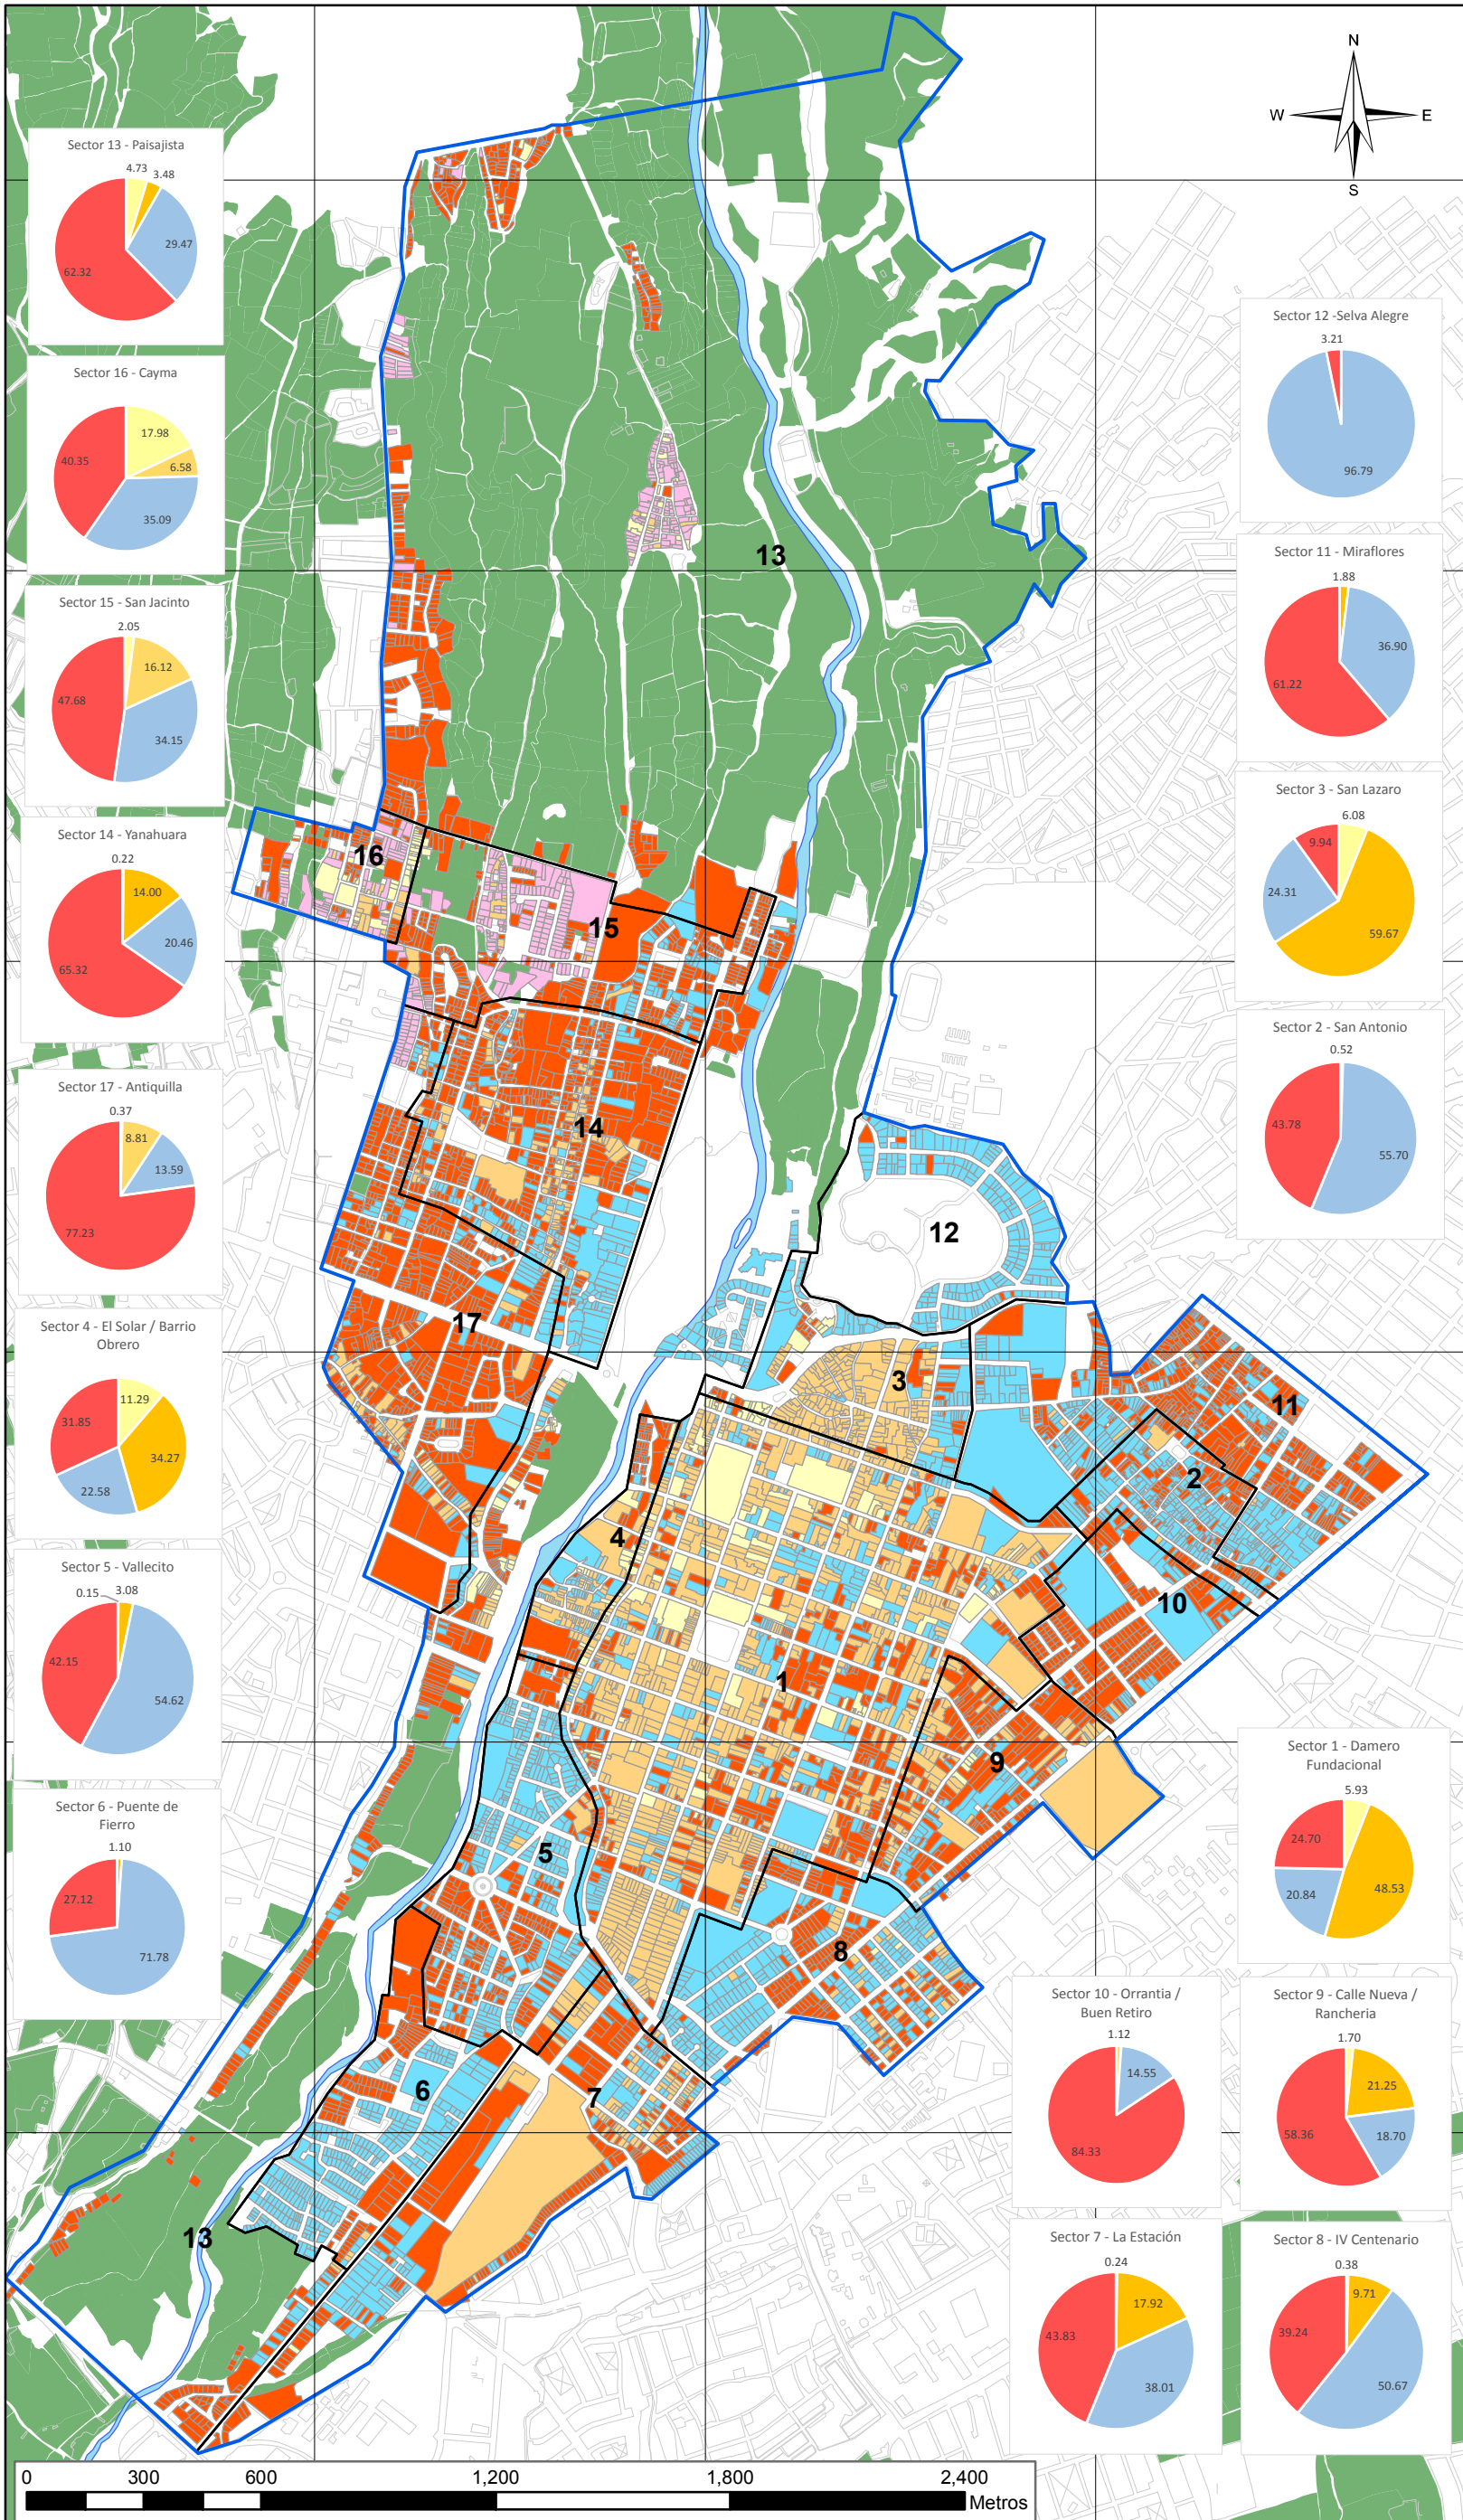 N
W E
S
Sector 13 - Paisajista
4.73
3.48
29.47
62.32
Sector 16 - Cayma
17.98
6.58
35.09
40.35
Sector 15 - San Jacinto
2.05
16.12
34.15
47.68
Sector 14 - Yanahuara
0.22
14.00
20.46
65.32
Sector 17 - Antiquilla
0.37
8.81
13.59
77.23
Sector 4 - El Solar / Barrio
Obrero
11.29
34.27
22.58
31.85
Sector 5 - Vallecito
0.15
3.08
54.62
42.15
Sector 6 - Puente de
Fierro
1.10
71.78
27.12
Sector 12 -Selva Alegre
3.21
96.79
Sector 11 - Miraflores
1.88
36.90
61.22
Sector 3 - San Lazaro
6.08
59.67
24.31
9.94
Sector 2 - San Antonio
0.52
55.70
43.78
Sector 1 - Damero
Fundacional
5.93
48.53
20.84
24.70
Sector 10 - Orrantia /
Buen Retiro
1.12
14.55
84.33
Sector 9 - Calle Nueva /
Rancheria
1.70
21.25
18.70
58.36
Sector 7 - La Estación
0.24
17.92
38.01
43.83
Sector 8 - IV Centenario
0.38
9.71
50.67
39.24
13
16
15
14
12
17
3
11
2
4
10
1
9
5
8
6
7
13
0 300 600 1,200 1,800 2,400
Metros